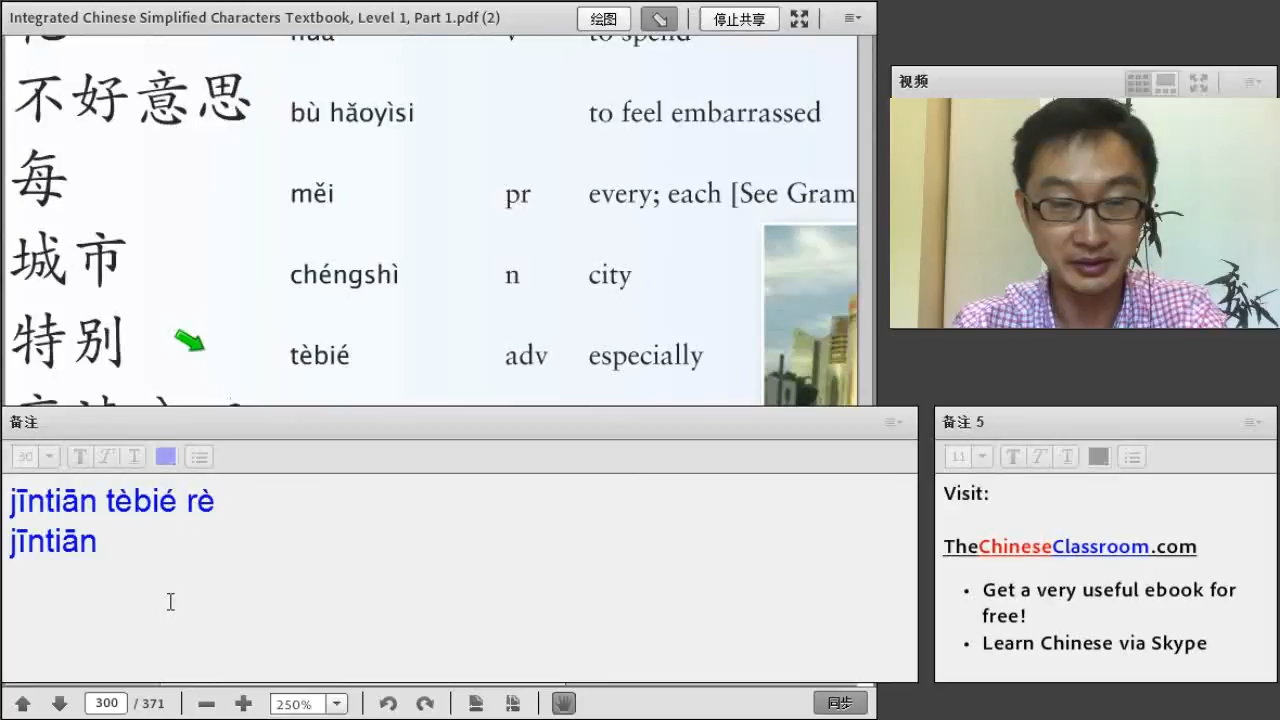 Integrated Chinese Simplified Characters Textbook, Level 1, Part 1.pdf (2)
绘图
停止共享
to spend
不好意思 bù hǎoyìsi to feel embarrassed
每 měi pr every; each [See Gram
城市 chéngshì n city
特别 tèbié adv especially
视频
备注
30
jīntiān tèbié rè
jīntiān
备注 5
11
Visit:
TheChineseClassroom.com
• Get a very useful ebook for
free!
• Learn Chinese via Skype
300 / 371
250%
同步